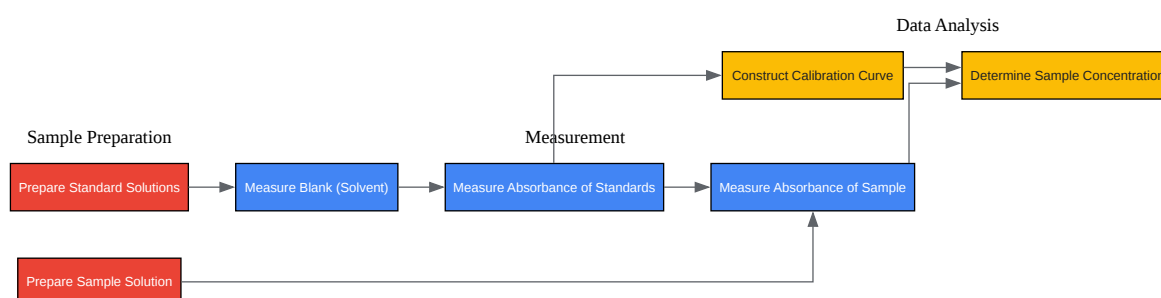 Data Analysis
Construct Calibration Curve
Determine Sample Concentration
Sample Preparation
Measurement
Prepare Standard Solutions
Measure Blank (Solvent)
Measure Absorbance of Standards
Measure Absorbance of Sample
Prepare Sample Solution